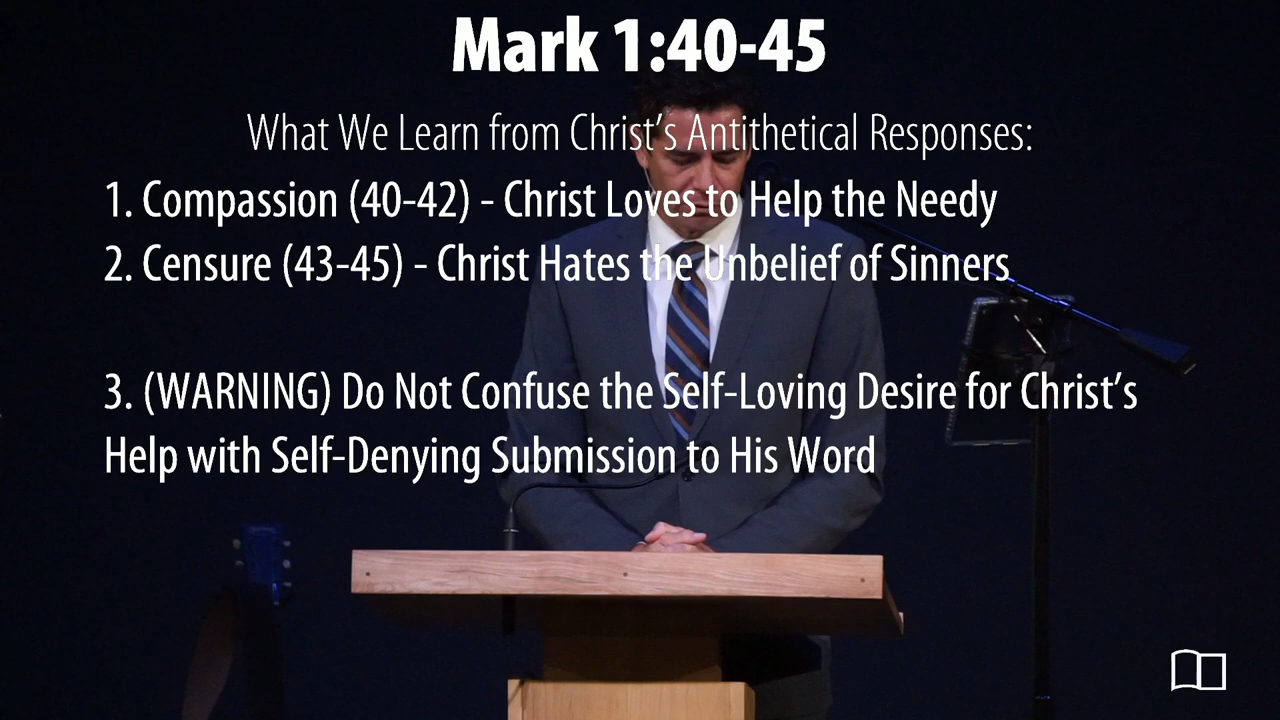 Mark 1:40-45
What We Learn from Christ's Antithetical Responses:
1. Compassion (40-42) - Christ Loves to Help the Needy
2. Censure (43-45) - Christ Hates the Unbelief of Sinners
3. (WARNING) Do Not Confuse the Self-Loving Desire for Christ's
Help with Self-Denying Submission to His Word